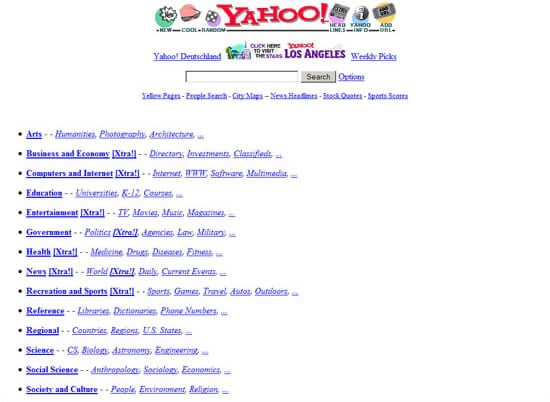 YAHOO!
NEW COOL RANDOM HEAD LINES YAHOO INFO ADD URL
Yahoo! Deutschland CLICK HERE TO VISIT THE STARS YAHOO! LOS ANGELES Weekly Picks
Search Options
Yellow Pages - People Search - City Maps -- News Headlines - Stock Quotes - Sports Scores
• Arts - - Humanities, Photography, Architecture, ...
• Business and Economy [Xtra!] - - Directory, Investments, Classifieds, ...
• Computers and Internet [Xtra!] - - Internet, WWW, Software, Multimedia, ...
• Education - - Universities, K-12, Courses, ...
• Entertainment [Xtra!] - - TV, Movies, Music, Magazines, ...
• Government - - Politics [Xtra!], Agencies, Law, Military, ...
• Health [Xtra!] - - Medicine, Drugs, Diseases, Fitness, ...
• News [Xtra!] - - World [Xtra!], Daily, Current Events, ...
• Recreation and Sports [Xtra!] - - Sports, Games, Travel, Autos, Outdoors, ...
• Reference - - Libraries, Dictionaries, Phone Numbers, ...
• Regional - - Countries, Regions, U.S. States, ...
• Science - - CS, Biology, Astronomy, Engineering, ...
• Social Science - - Anthropology, Sociology, Economics, ...
• Society and Culture - - People, Environment, Religion, ...